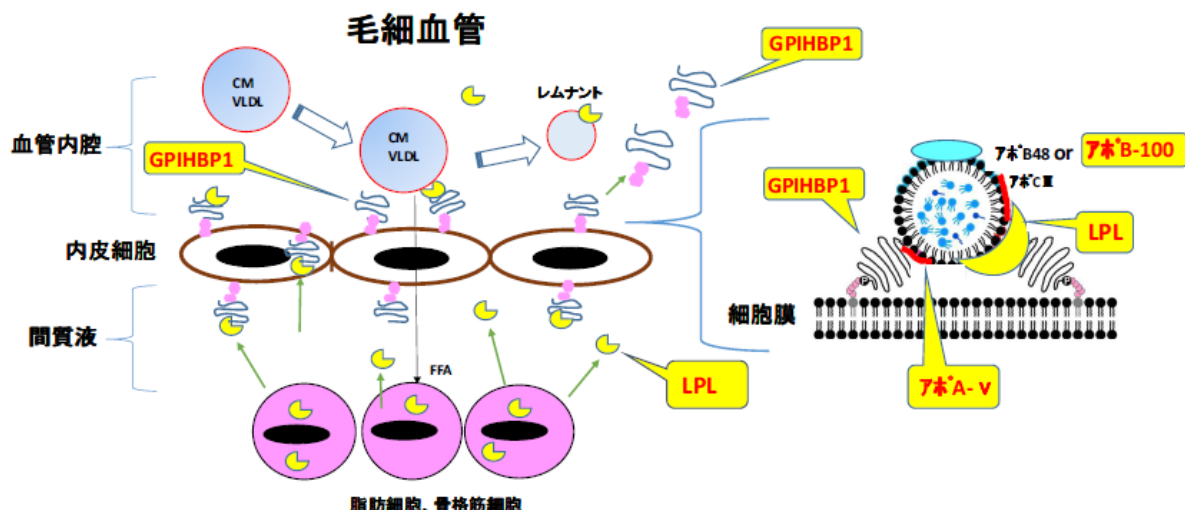 毛細血管
GPIHBP1
CM
VLDL
レムナント
CM
VLDL
血管内腔
GPIHBP1
アポB48 or
アポB-100
アポCⅢ
GPIHBP1
LPL
内皮細胞
P
P
細胞膜
間質液
FFA
LPL
アポA-Ⅴ
脂肪細胞、骨格筋細胞